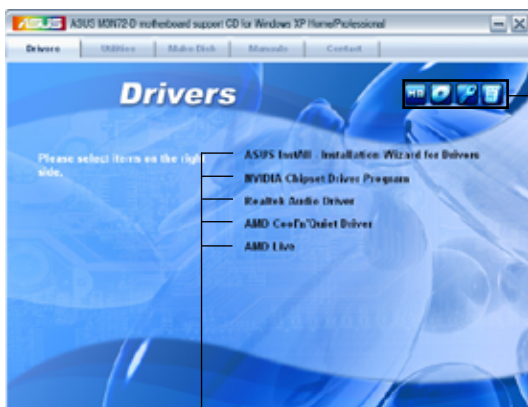 ASUS M3N72-D motherboard support CD for Windows XP Home/Professional
Drivers Utilities Make Disk Manuals Contact
Drivers
Please select items on the right side.
ASUS InstAll - Installation Wizard for Drivers
NVIDIA Chipset Driver Program
Realtek Audio Driver
AMD Cool'n'Quiet Driver
AMD Live